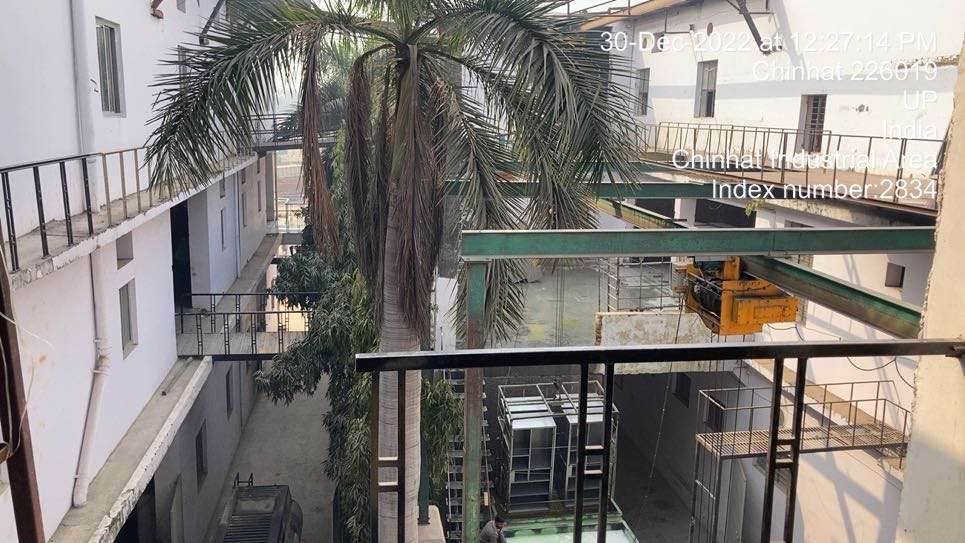 30-Dec-2022 at 12:27:14 PM
Chinhat 226019
UP
India
Chinhat Industrial Area
Index number:2834